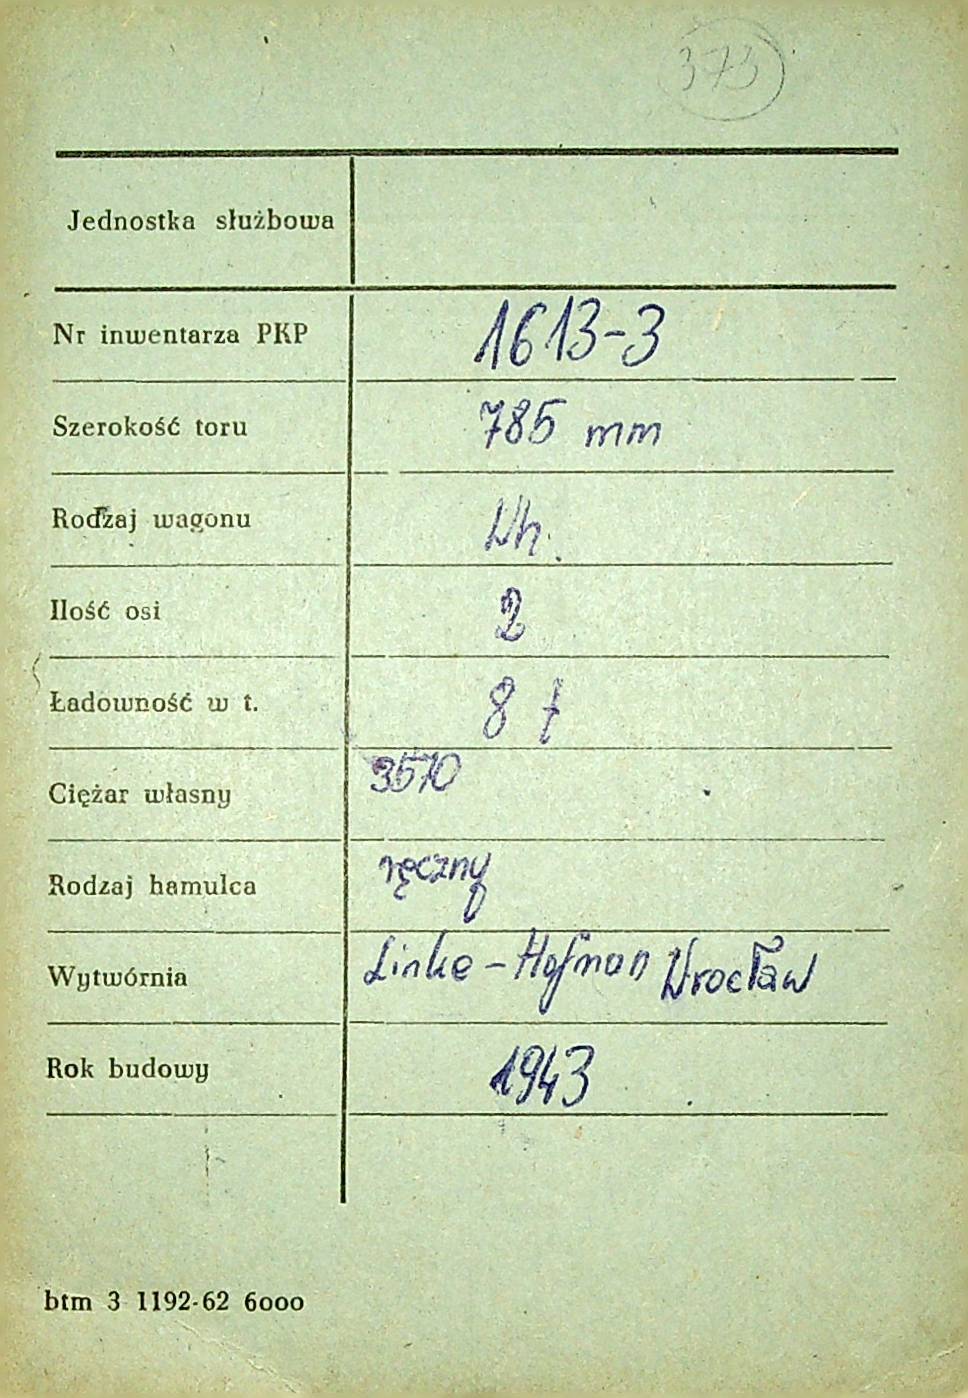 373
Jednostka służbowa
Nr inwentarza PKP 1613-3
Szerokość toru 785 mm
Rodzaj wagonu Wh.
Ilość osi 2
Ładowność w t. 8 t
Ciężar własny 3570
Rodzaj hamulca ręczny
Wytwórnia Linke-Hofman Wrocław
Rok budowy 1943
btm 3 1192-62 6000